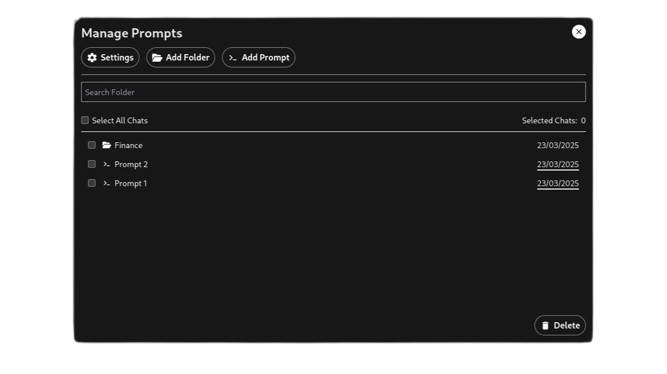 Manage Prompts
Settings Add Folder Add Prompt
Search Folder
Select All Chats Selected Chats: 0
Finance 23/03/2025
Prompt 2 23/03/2025
Prompt 1 23/03/2025
Delete